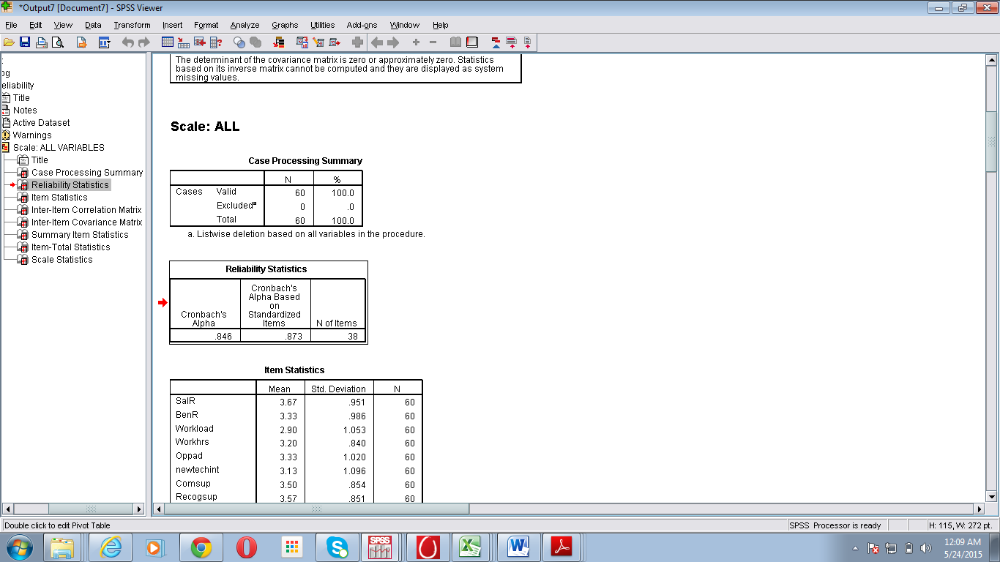 *Output7 [Document7] - SPSS Viewer
File Edit View Data Transform Insert Format Analyze Graphs Utilities Add-ons Window Help
:
og
eliability
Title
Notes
Active Dataset
Warnings
Scale: ALL VARIABLES
Title
Case Processing Summary
Reliability Statistics
Item Statistics
Inter-Item Correlation Matrix
Inter-Item Covariance Matrix
Summary Item Statistics
Item-Total Statistics
Scale Statistics
The determinant of the covariance matrix is zero or approximately zero. Statistics
based on its inverse matrix cannot be computed and they are displayed as system
missing values.
Scale: ALL
Case Processing Summary
N %
Cases Valid 60 100.0
Excludedᵃ 0 .0
Total 60 100.0
a. Listwise deletion based on all variables in the procedure.
Reliability Statistics
Cronbach's
Alpha
Cronbach's
Alpha Based
on
Standardized
Items
N of Items
.846 .873 38
Item Statistics
Mean Std. Deviation N
SalR 3.67 .951 60
BenR 3.33 .986 60
Workload 2.90 1.053 60
Workhrs 3.20 .840 60
Oppad 3.33 1.020 60
newtechint 3.13 1.096 60
Comsup 3.50 .854 60
Recogsup 3.57 .851 60
Double click to edit Pivot Table
SPSS Processor is ready
H: 115, W: 272 pt.
SPSS
12:09 AM
5/24/2015